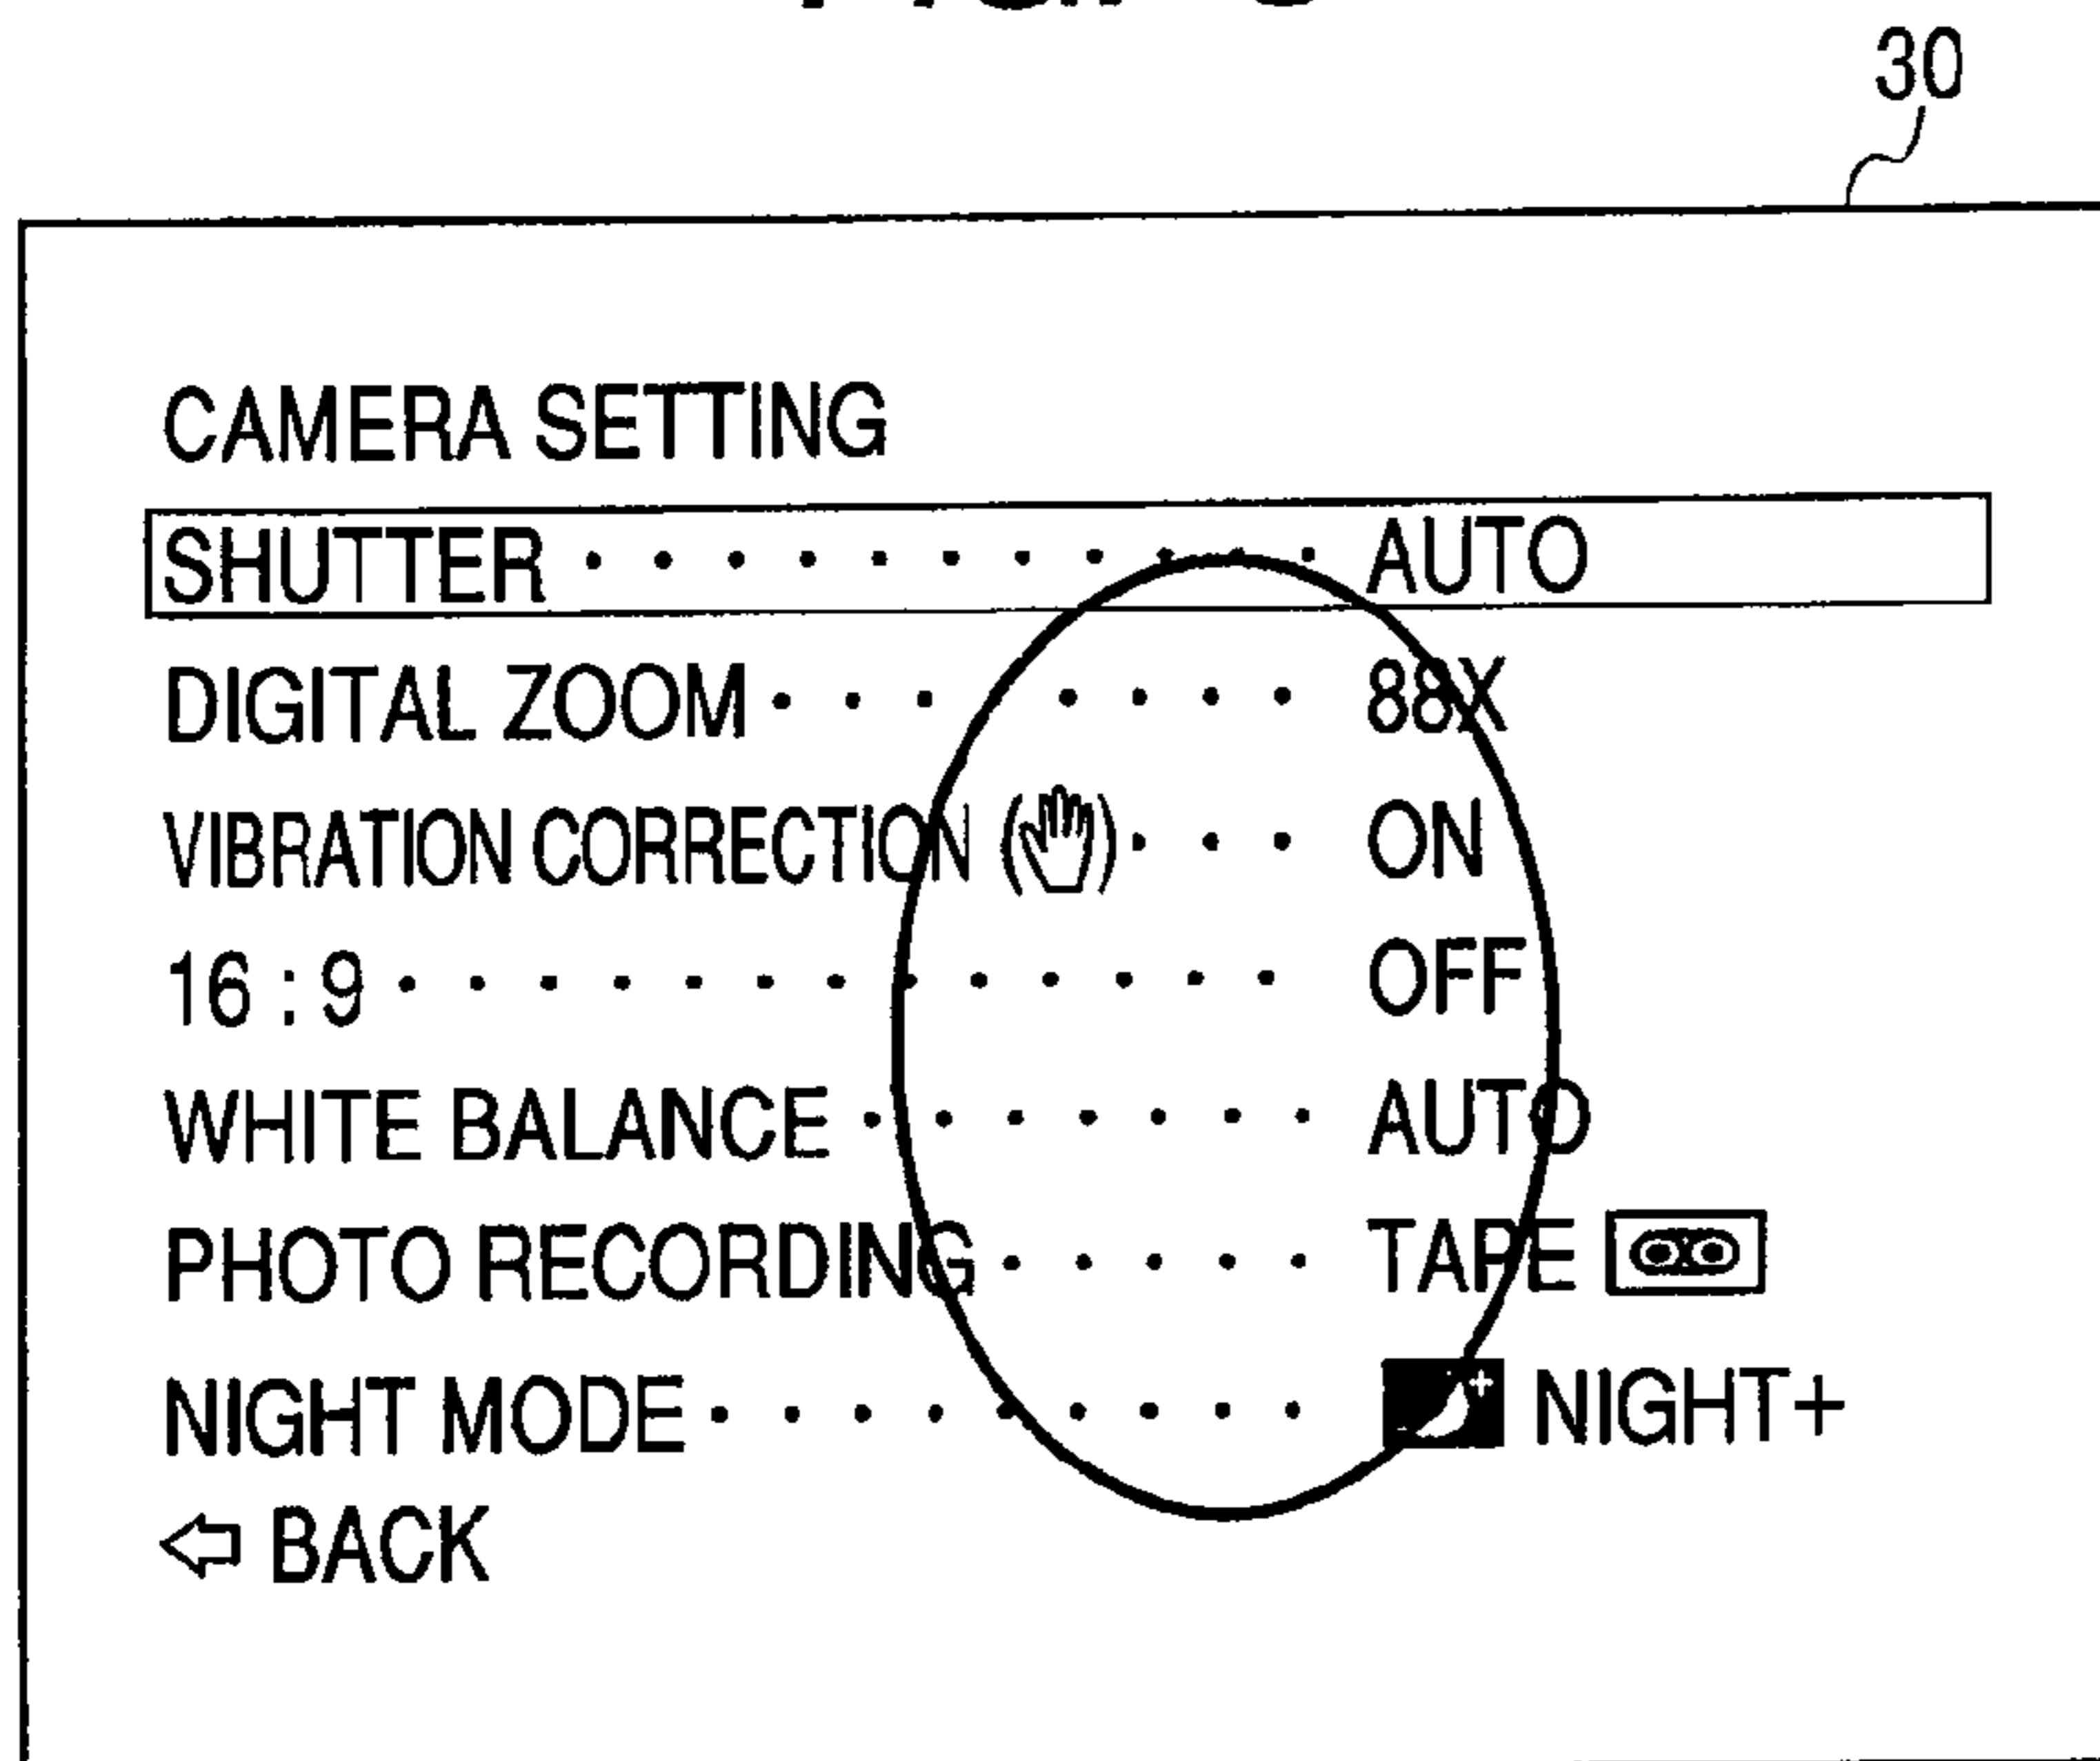 30
CAMERA SETTING
SHUTTER · · · · · · · · · · · AUTO
DIGITAL ZOOM · · · · · · · 88X
VIBRATION CORRECTION ( ) · · · ON
16 : 9 · · · · · · · · · · · · · OFF
WHITE BALANCE · · · · · · · AUTO
PHOTO RECORDING · · · · · TAPE
NIGHT MODE · · · · · · · · · NIGHT+
BACK